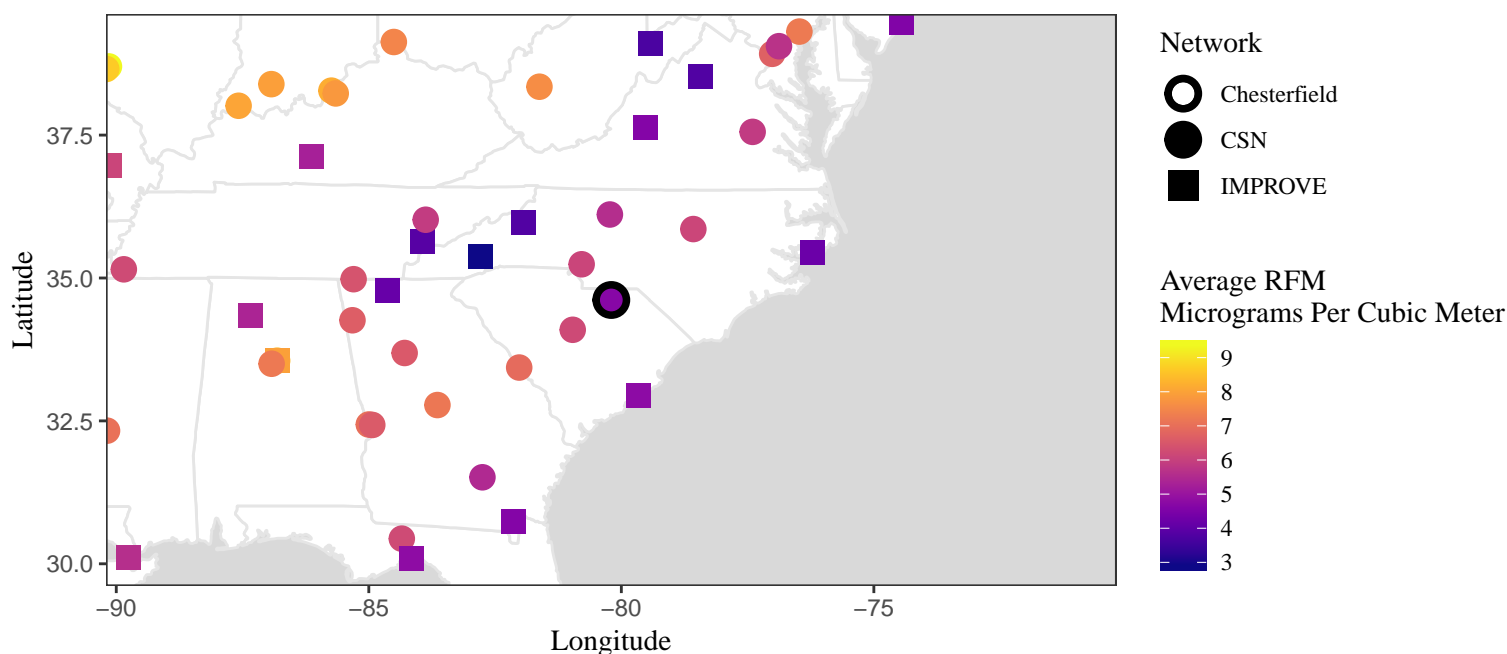 Network
Chesterfield
CSN
IMPROVE
Average RFM
Micrograms Per Cubic Meter
9
8
7
6
5
4
3
Latitude
37.5
35.0
32.5
30.0
−90
−85
−80
−75
Longitude